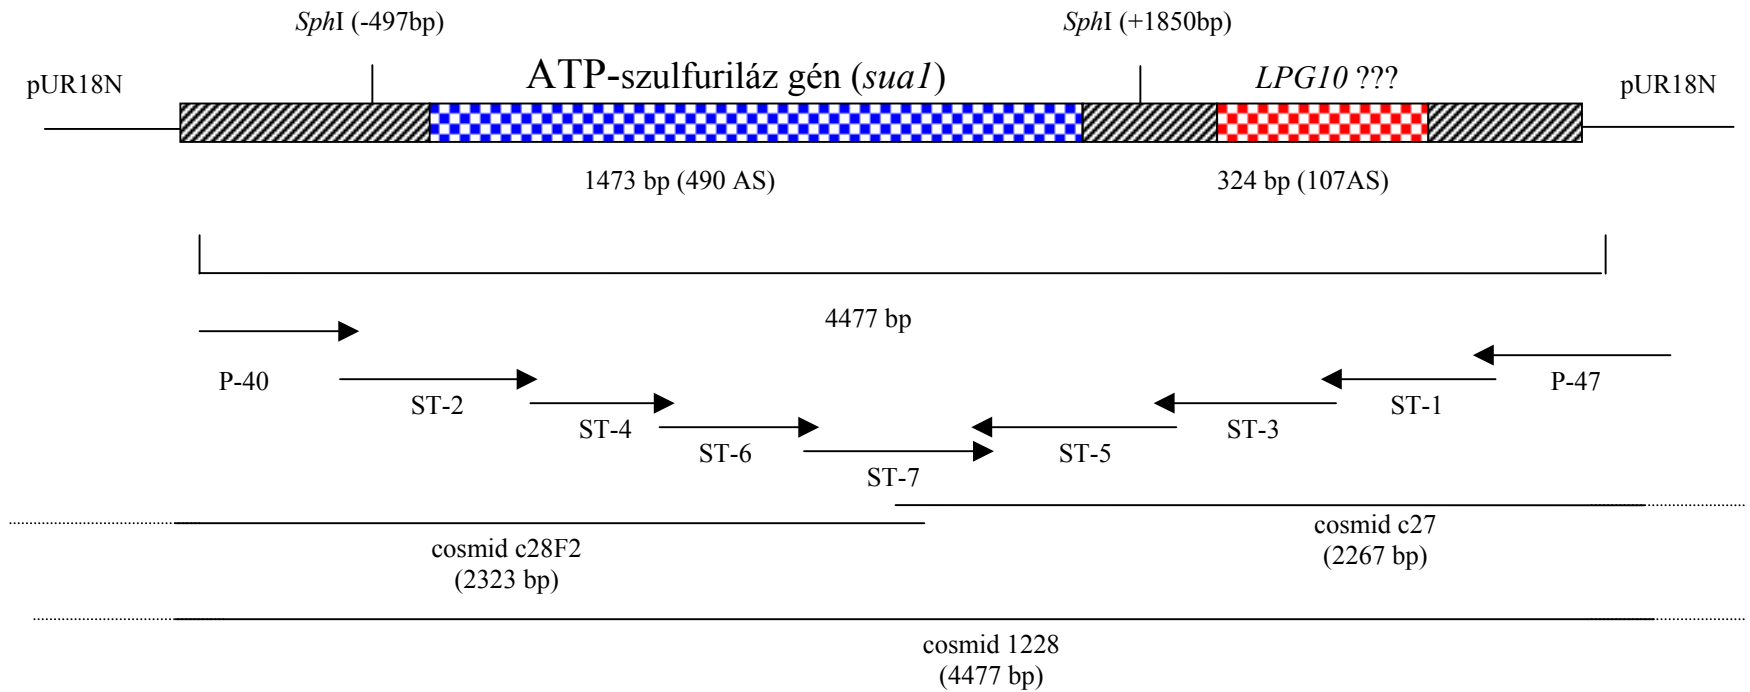 SphI (-497bp)
SphI (+1850bp)
pUR18N
ATP-szulfuriláz gén (sua1)
LPG10 ???
pUR18N
1473 bp (490 AS)
324 bp (107AS)
4477 bp
P-40
ST-2
ST-4
ST-6
ST-7
ST-5
ST-3
ST-1
P-47
cosmid c28F2
(2323 bp)
cosmid c27
(2267 bp)
cosmid 1228
(4477 bp)